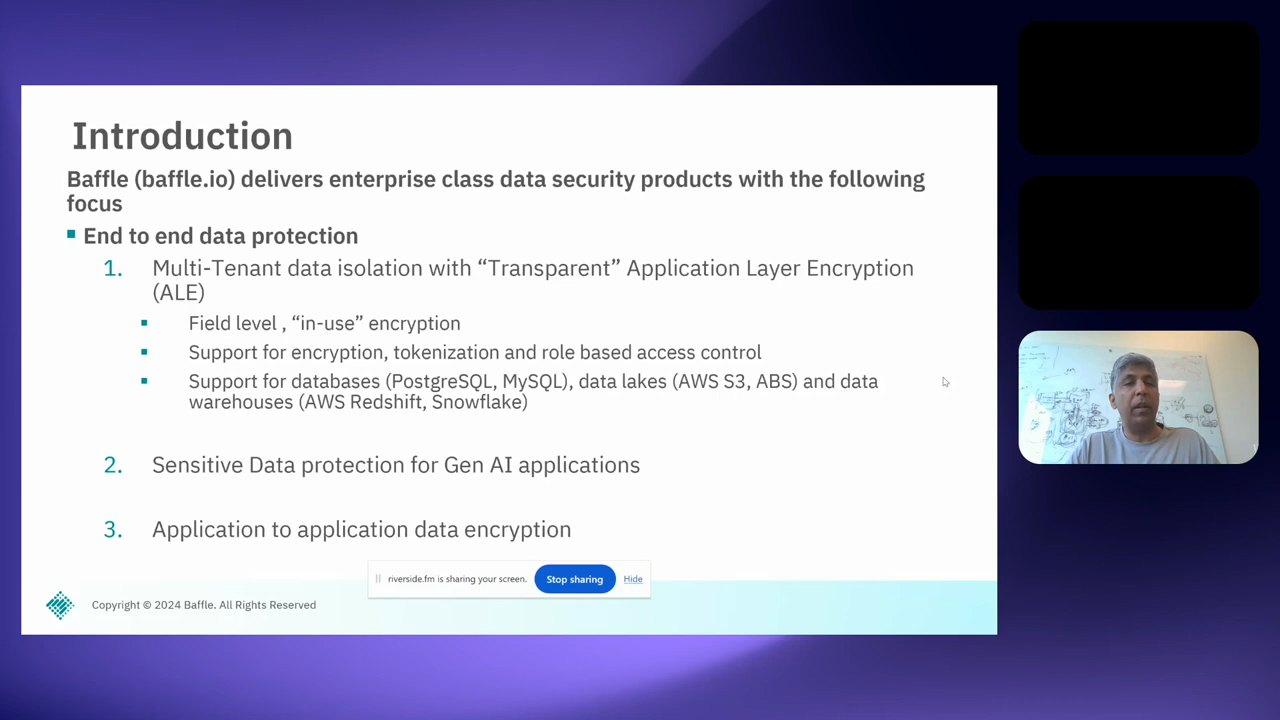 Introduction
Baffle (baffle.io) delivers enterprise class data security products with the following
focus
End to end data protection
1. Multi-Tenant data isolation with “Transparent” Application Layer Encryption
(ALE)
Field level , “in-use” encryption
Support for encryption, tokenization and role based access control
Support for databases (PostgreSQL, MySQL), data lakes (AWS S3, ABS) and data
warehouses (AWS Redshift, Snowflake)
2. Sensitive Data protection for Gen AI applications
3. Application to application data encryption
riverside.fm is sharing your screen. Stop sharing Hide
Copyright © 2024 Baffle. All Rights Reserved